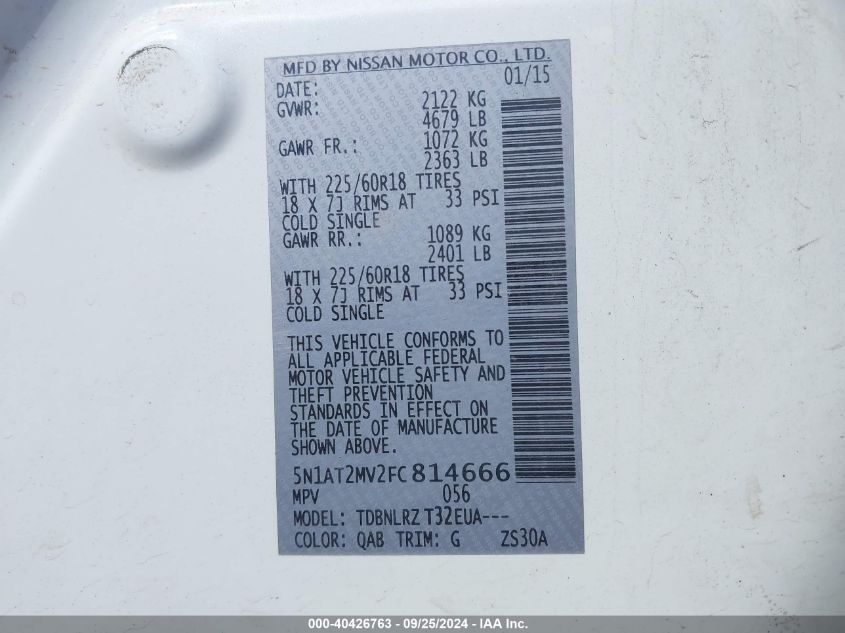 MFD BY NISSAN MOTOR CO., LTD.
DATE: 01/15
GVWR: 2122 KG
4679 LB
GAWR FR.: 1072 KG
2363 LB
WITH 225/60R18 TIRES
18 X 7J RIMS AT 33 PSI
COLD SINGLE
GAWR RR.: 1089 KG
2401 LB
WITH 225/60R18 TIRES
18 X 7J RIMS AT 33 PSI
COLD SINGLE
THIS VEHICLE CONFORMS TO
ALL APPLICABLE FEDERAL
MOTOR VEHICLE SAFETY AND
THEFT PREVENTION
STANDARDS IN EFFECT ON
THE DATE OF MANUFACTURE
SHOWN ABOVE.
5N1AT2MV2FC814666
MPV 056
MODEL: TDBNLRZ T32EUA---
COLOR: QAB TRIM: G ZS30A
000-40426763 - 09/25/2024 - IAA Inc.